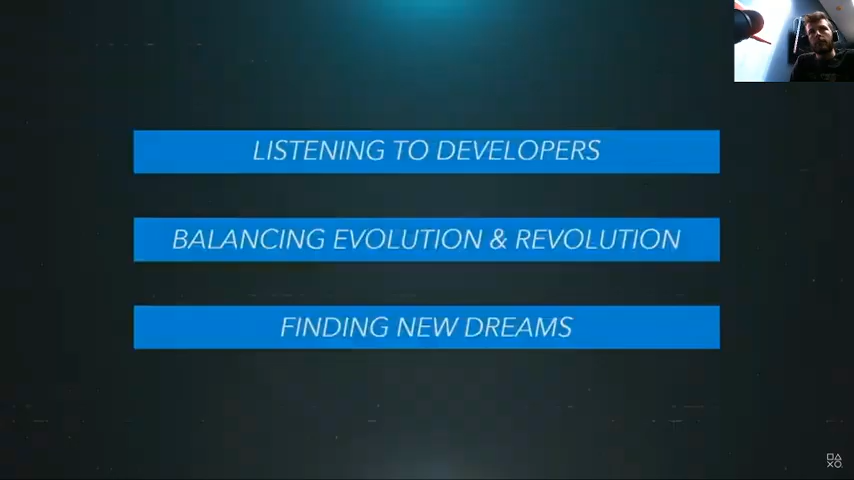 LISTENING TO DEVELOPERS
BALANCING EVOLUTION & REVOLUTION
FINDING NEW DREAMS